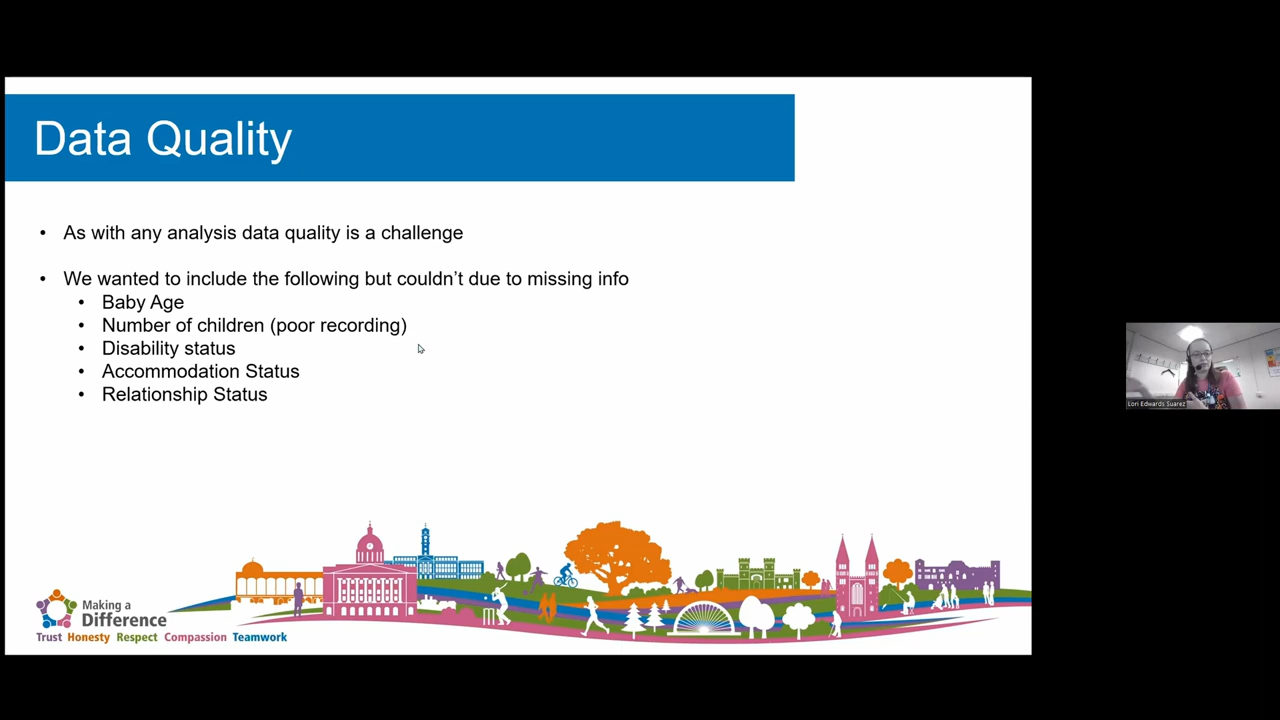 Data Quality
• As with any analysis data quality is a challenge
• We wanted to include the following but couldn’t due to missing info
• Baby Age
• Number of children (poor recording)
• Disability status
• Accommodation Status
• Relationship Status
Making a
Difference
Trust Honesty Respect Compassion Teamwork
Lori Edwards Suarez